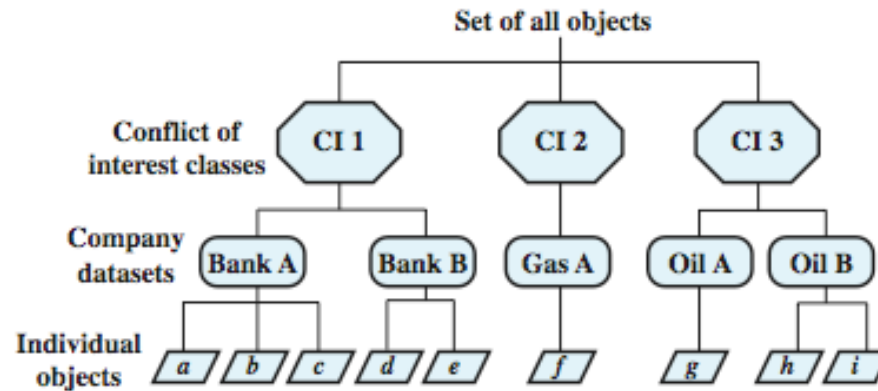 Set of all objects
Conflict of
interest classes
CI 1
CI 2
CI 3
Company
datasets
Bank A
Bank B
Gas A
Oil A
Oil B
Individual
objects
a
b
c
d
e
f
g
h
i